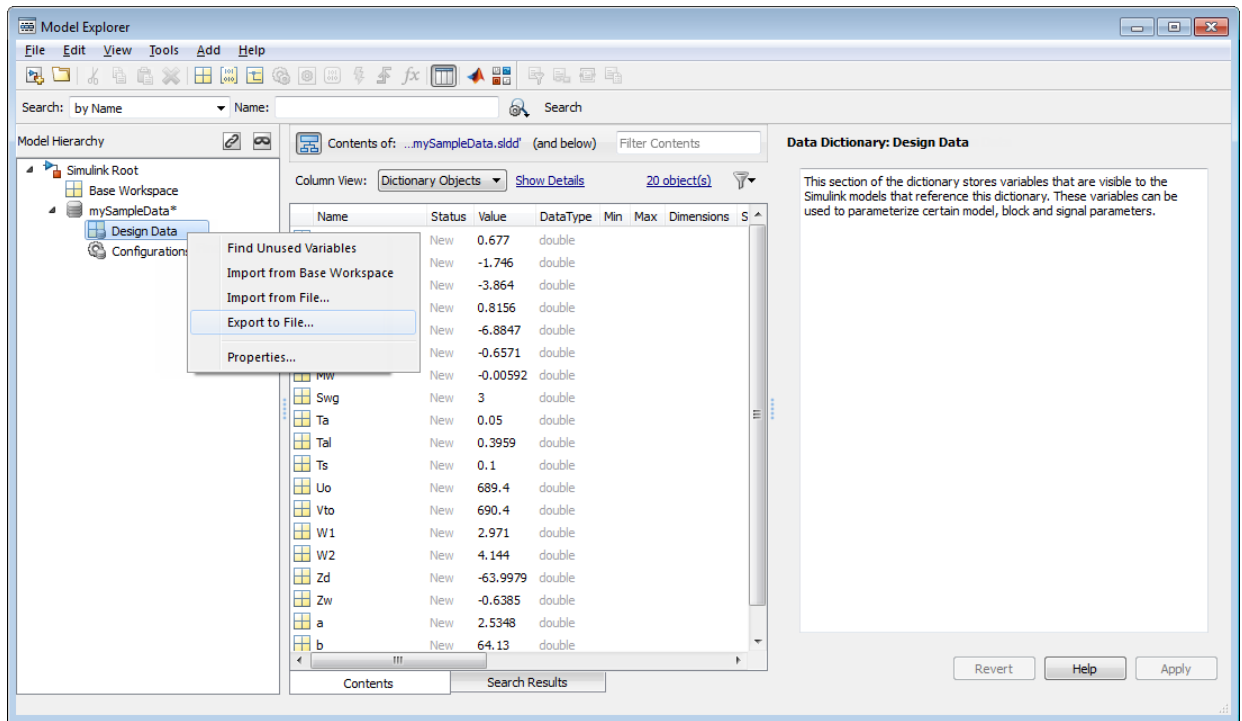 Model Explorer
File Edit View Tools Add Help
Search: by Name Name: Search
Model Hierarchy
Simulink Root
Base Workspace
mySampleData*
Design Data
Configurations
Find Unused Variables
Import from Base Workspace
Import from File...
Export to File...
Properties...
Contents of: ...mySampleData.sldd' (and below) Filter Contents
Column View: Dictionary Objects Show Details 20 object(s)
Name Status Value DataType Min Max Dimensions S
New 0.677 double
New -1.746 double
New -3.864 double
New 0.8156 double
New -6.8847 double
New -0.6571 double
Mw New -0.00592 double
Swg New 3 double
Ta New 0.05 double
Tal New 0.3959 double
Ts New 0.1 double
Uo New 689.4 double
Vto New 690.4 double
W1 New 2.971 double
W2 New 4.144 double
Zd New -63.9979 double
Zw New -0.6385 double
a New 2.5348 double
b New 64.13 double
Contents Search Results
Data Dictionary: Design Data
This section of the dictionary stores variables that are visible to the
Simulink models that reference this dictionary. These variables can be
used to parameterize certain model, block and signal parameters.
Revert Help Apply